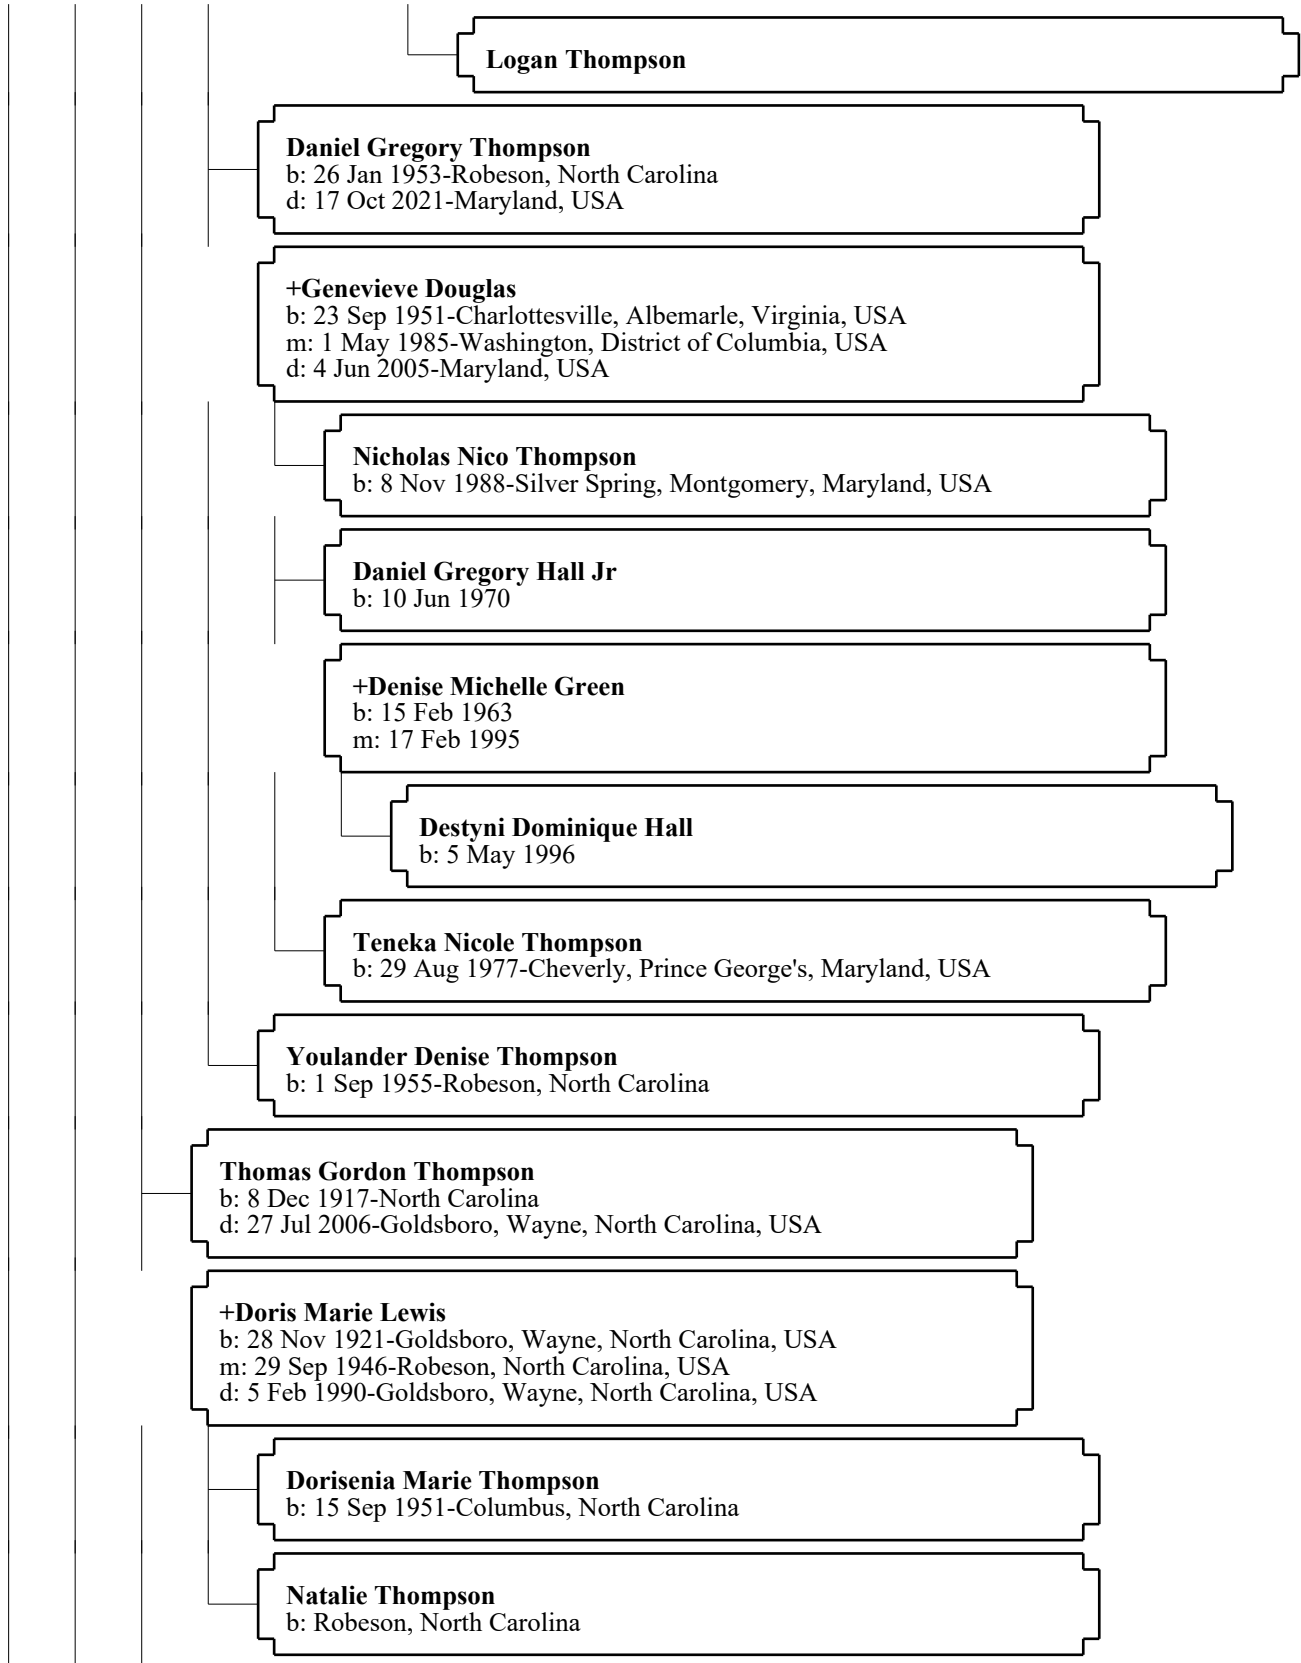 Logan Thompson
Daniel Gregory Thompson
b: 26 Jan 1953-Robeson, North Carolina
d: 17 Oct 2021-Maryland, USA
+Genevieve Douglas
b: 23 Sep 1951-Charlottesville, Albemarle, Virginia, USA
m: 1 May 1985-Washington, District of Columbia, USA
d: 4 Jun 2005-Maryland, USA
Nicholas Nico Thompson
b: 8 Nov 1988-Silver Spring, Montgomery, Maryland, USA
Daniel Gregory Hall Jr
b: 10 Jun 1970
+Denise Michelle Green
b: 15 Feb 1963
m: 17 Feb 1995
Destyni Dominique Hall
b: 5 May 1996
Teneka Nicole Thompson
b: 29 Aug 1977-Cheverly, Prince George's, Maryland, USA
Youlander Denise Thompson
b: 1 Sep 1955-Robeson, North Carolina
Thomas Gordon Thompson
b: 8 Dec 1917-North Carolina
d: 27 Jul 2006-Goldsboro, Wayne, North Carolina, USA
+Doris Marie Lewis
b: 28 Nov 1921-Goldsboro, Wayne, North Carolina, USA
m: 29 Sep 1946-Robeson, North Carolina, USA
d: 5 Feb 1990-Goldsboro, Wayne, North Carolina, USA
Dorisenia Marie Thompson
b: 15 Sep 1951-Columbus, North Carolina
Natalie Thompson
b: Robeson, North Carolina